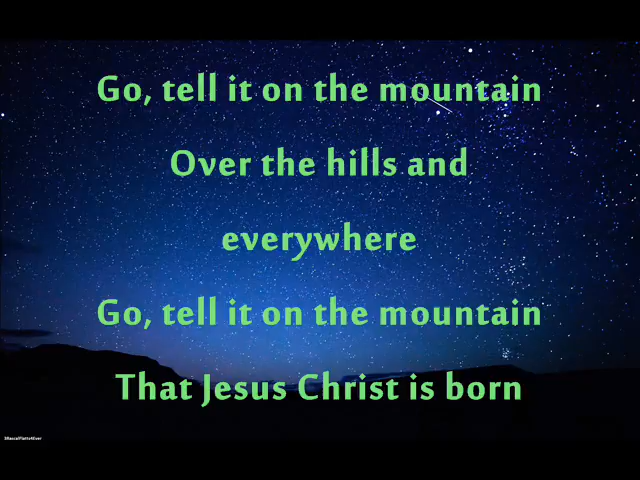 Go, tell it on the mountain
Over the hills and
everywhere
Go, tell it on the mountain
That Jesus Christ is born